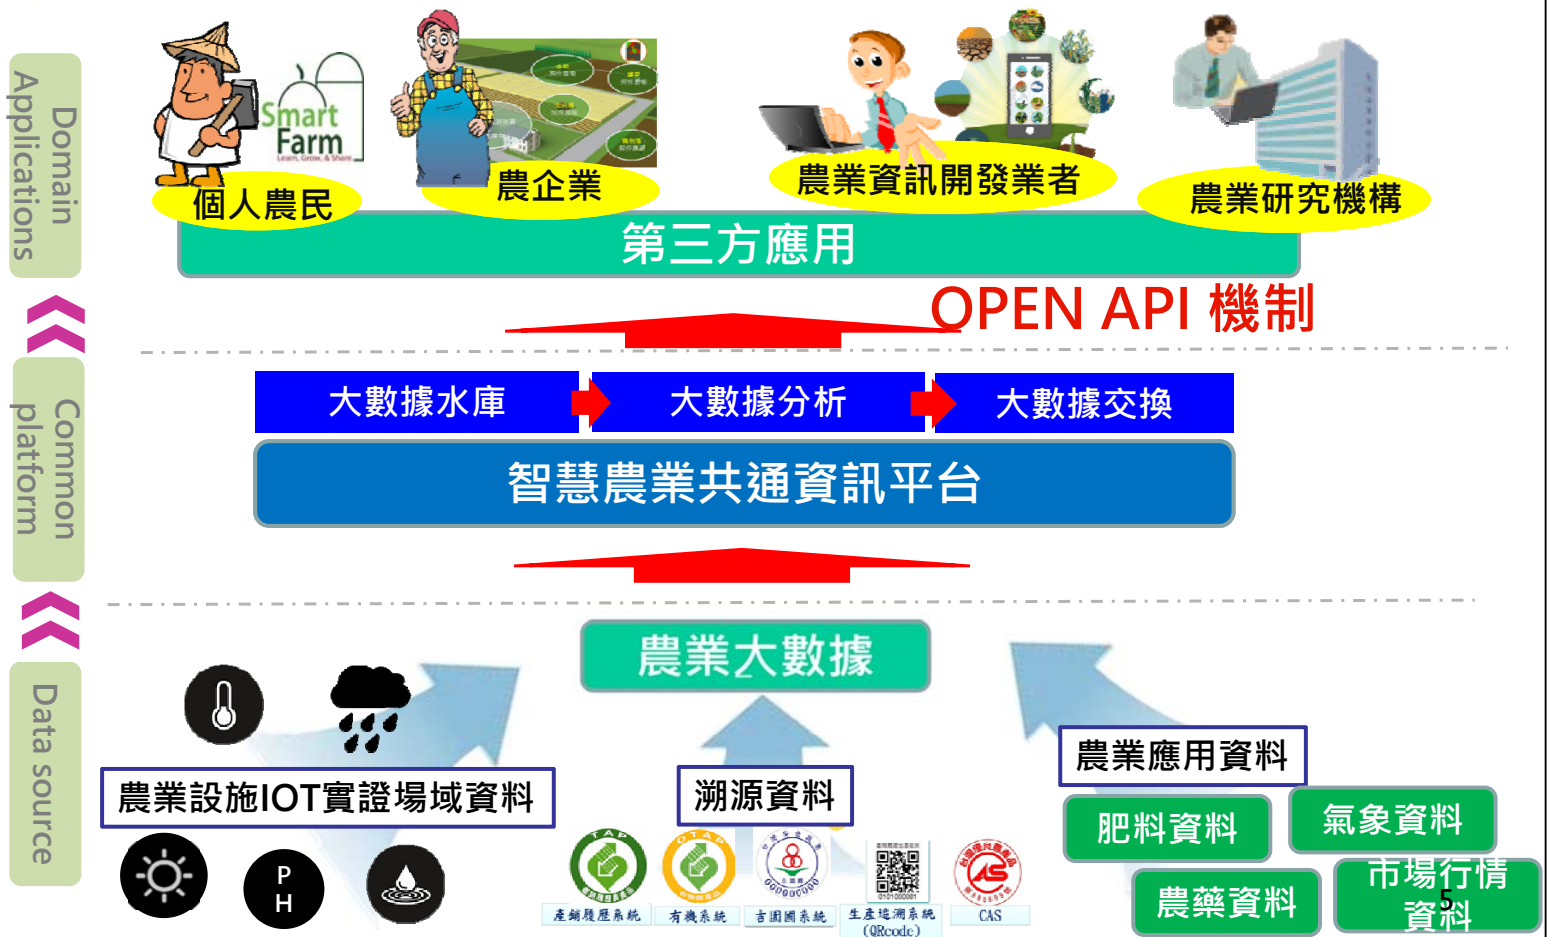 Domain
Applications
Smart
Farm
Learn, Grow, & Share
個人農民
農企業
農業資訊開發業者
農業研究機構
第三方應用
OPEN API 機制
Common
platform
大數據水庫
大數據分析
大數據交換
智慧農業共通資訊平台
Data source
農業大數據
農業設施IOT實證場域資料
P
H
溯源資料
TAP
產銷履歷系統
OTAP
有機系統
吉園圃系統
0101000081
生產追溯系統
(QRcode)
CAS
農業應用資料
肥料資料
氣象資料
農藥資料
市場行情
資料
5